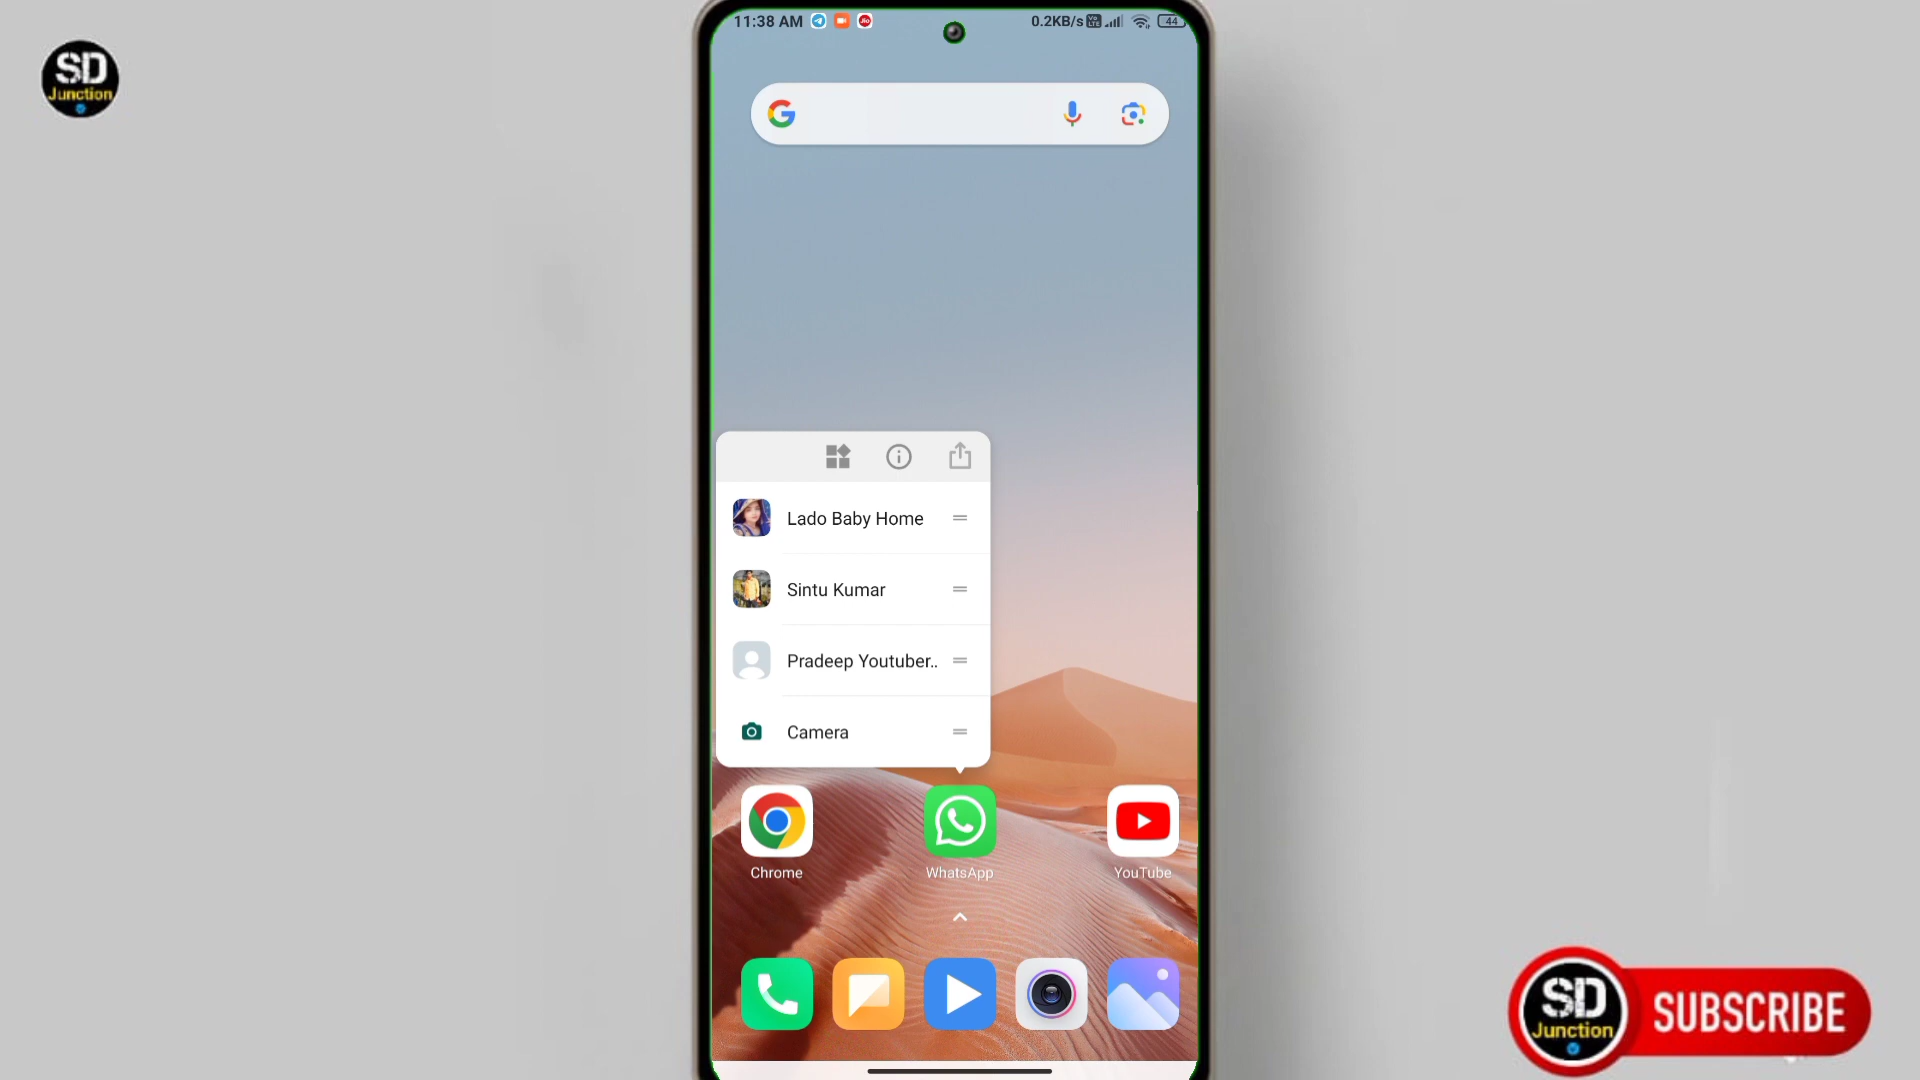 SD
Junction
11:38 AM
0.2KB/s
44
Lado Baby Home
Sintu Kumar
Pradeep Youtuber..
Camera
Chrome
WhatsApp
YouTube
SD
Junction
SUBSCRIBE